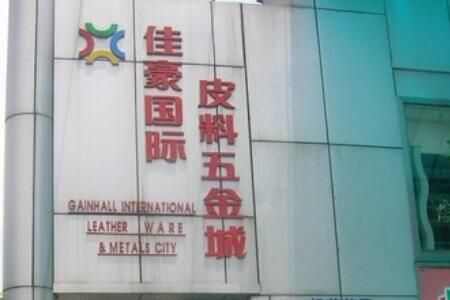 佳豪国际
皮料五金城
GAINHALL INTERNATIONAL
LEATHER WARE
& METALS CITY